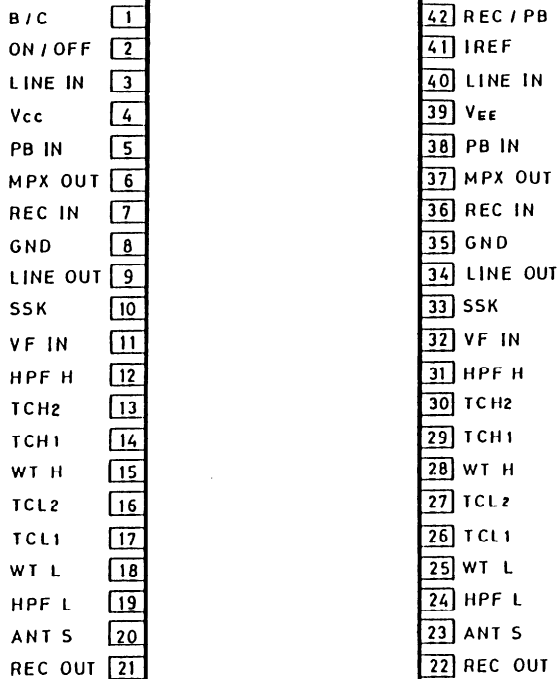 B / C 1 42 REC / PB
ON / OFF 2 41 IREF
LINE IN 3 40 LINE IN
Vcc 4 39 VEE
PB IN 5 38 PB IN
MPX OUT 6 37 MPX OUT
REC IN 7 36 REC IN
GND 8 35 GND
LINE OUT 9 34 LINE OUT
SSK 10 33 SSK
VF IN 11 32 VF IN
HPF H 12 31 HPF H
TCH2 13 30 TCH2
TCH1 14 29 TCH1
WT H 15 28 WT H
TCL2 16 27 TCL2
TCL1 17 26 TCL1
WT L 18 25 WT L
HPF L 19 24 HPF L
ANT S 20 23 ANT S
REC OUT 21 22 REC OUT